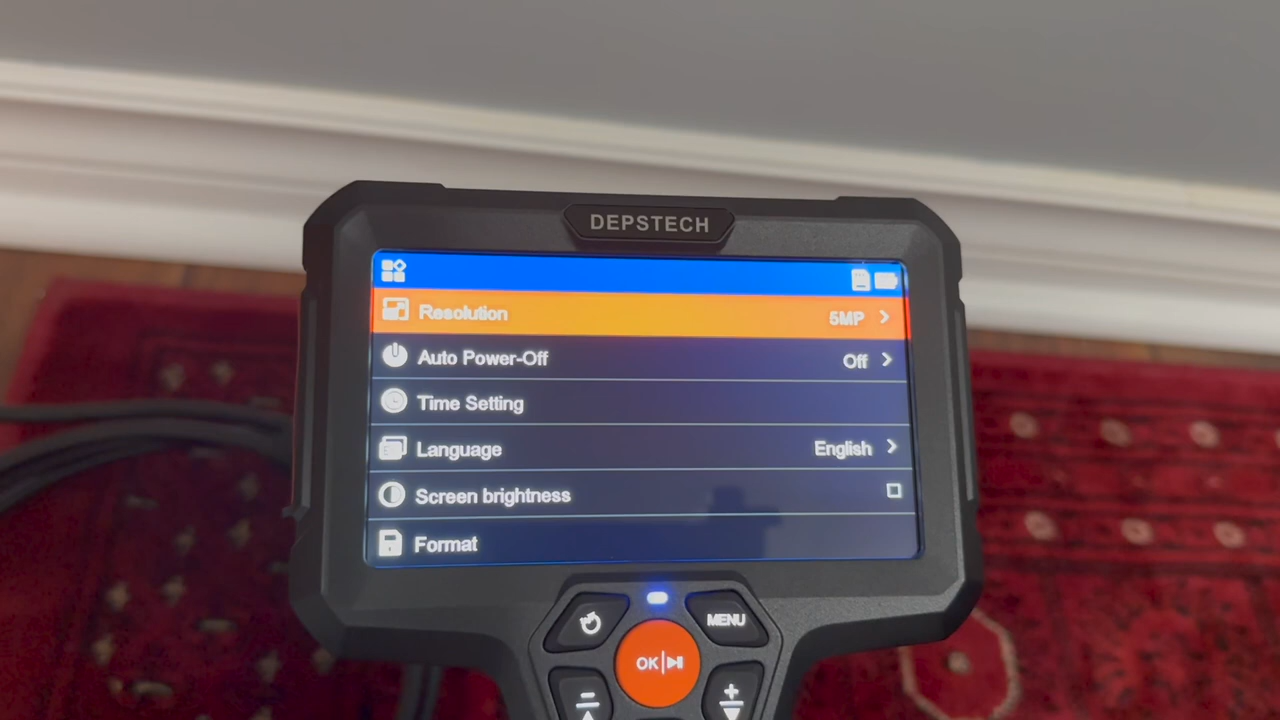 DEPSTECH
Resolution 5MP
Auto Power-Off Off
Time Setting
Language English
Screen brightness
Format
MENU
OK